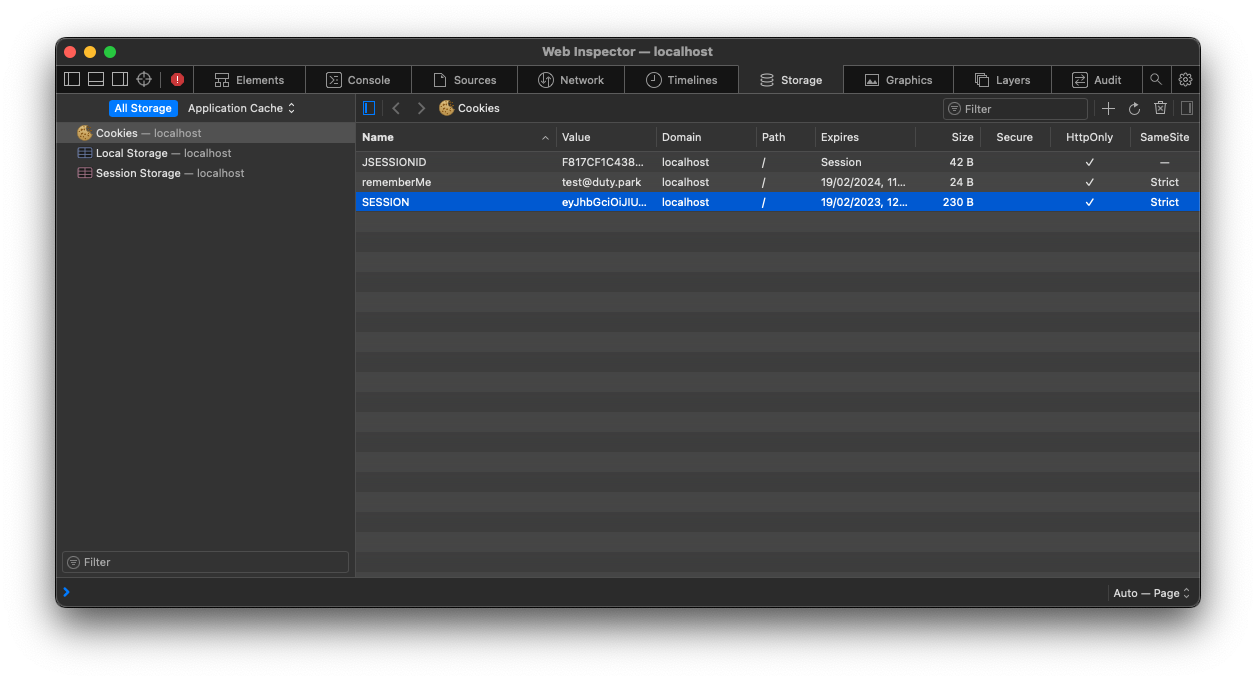 Web Inspector — localhost
Elements Console Sources Network Timelines Storage Graphics Layers Audit
All Storage Application Cache
Cookies Filter
Cookies — localhost
Local Storage — localhost
Session Storage — localhost
Name Value Domain Path Expires Size Secure HttpOnly SameSite
JSESSIONID F817CF1C438... localhost / Session 42 B ✓ —
rememberMe test@duty.park localhost / 19/02/2024, 11... 24 B ✓ Strict
SESSION eyJhbGciOiJIU... localhost / 19/02/2023, 12... 230 B ✓ Strict
Filter
Auto — Page